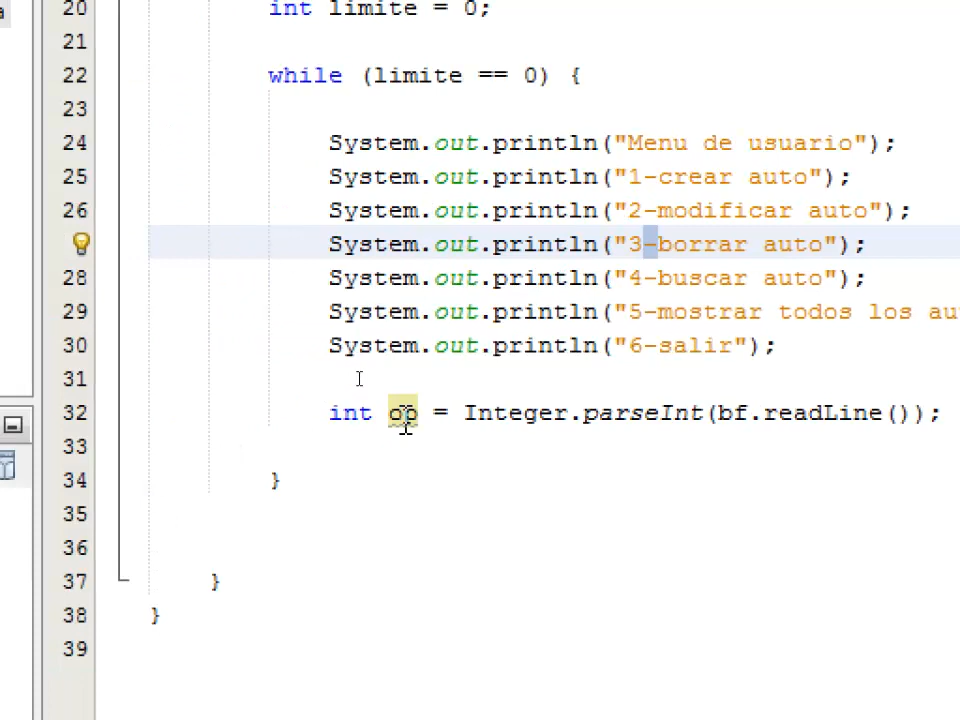 20 int limite = 0;
21
22 while (limite == 0) {
23
24 System.out.println("Menu de usuario");
25 System.out.println("1-crear auto");
26 System.out.println("2-modificar auto");
System.out.println("3-borrar auto");
28 System.out.println("4-buscar auto");
29 System.out.println("5-mostrar todos los
30 System.out.println("6-salir");
31
32 int op = Integer.parseInt(bf.readLine());
33
34 }
35
36
37 }
38 }
39